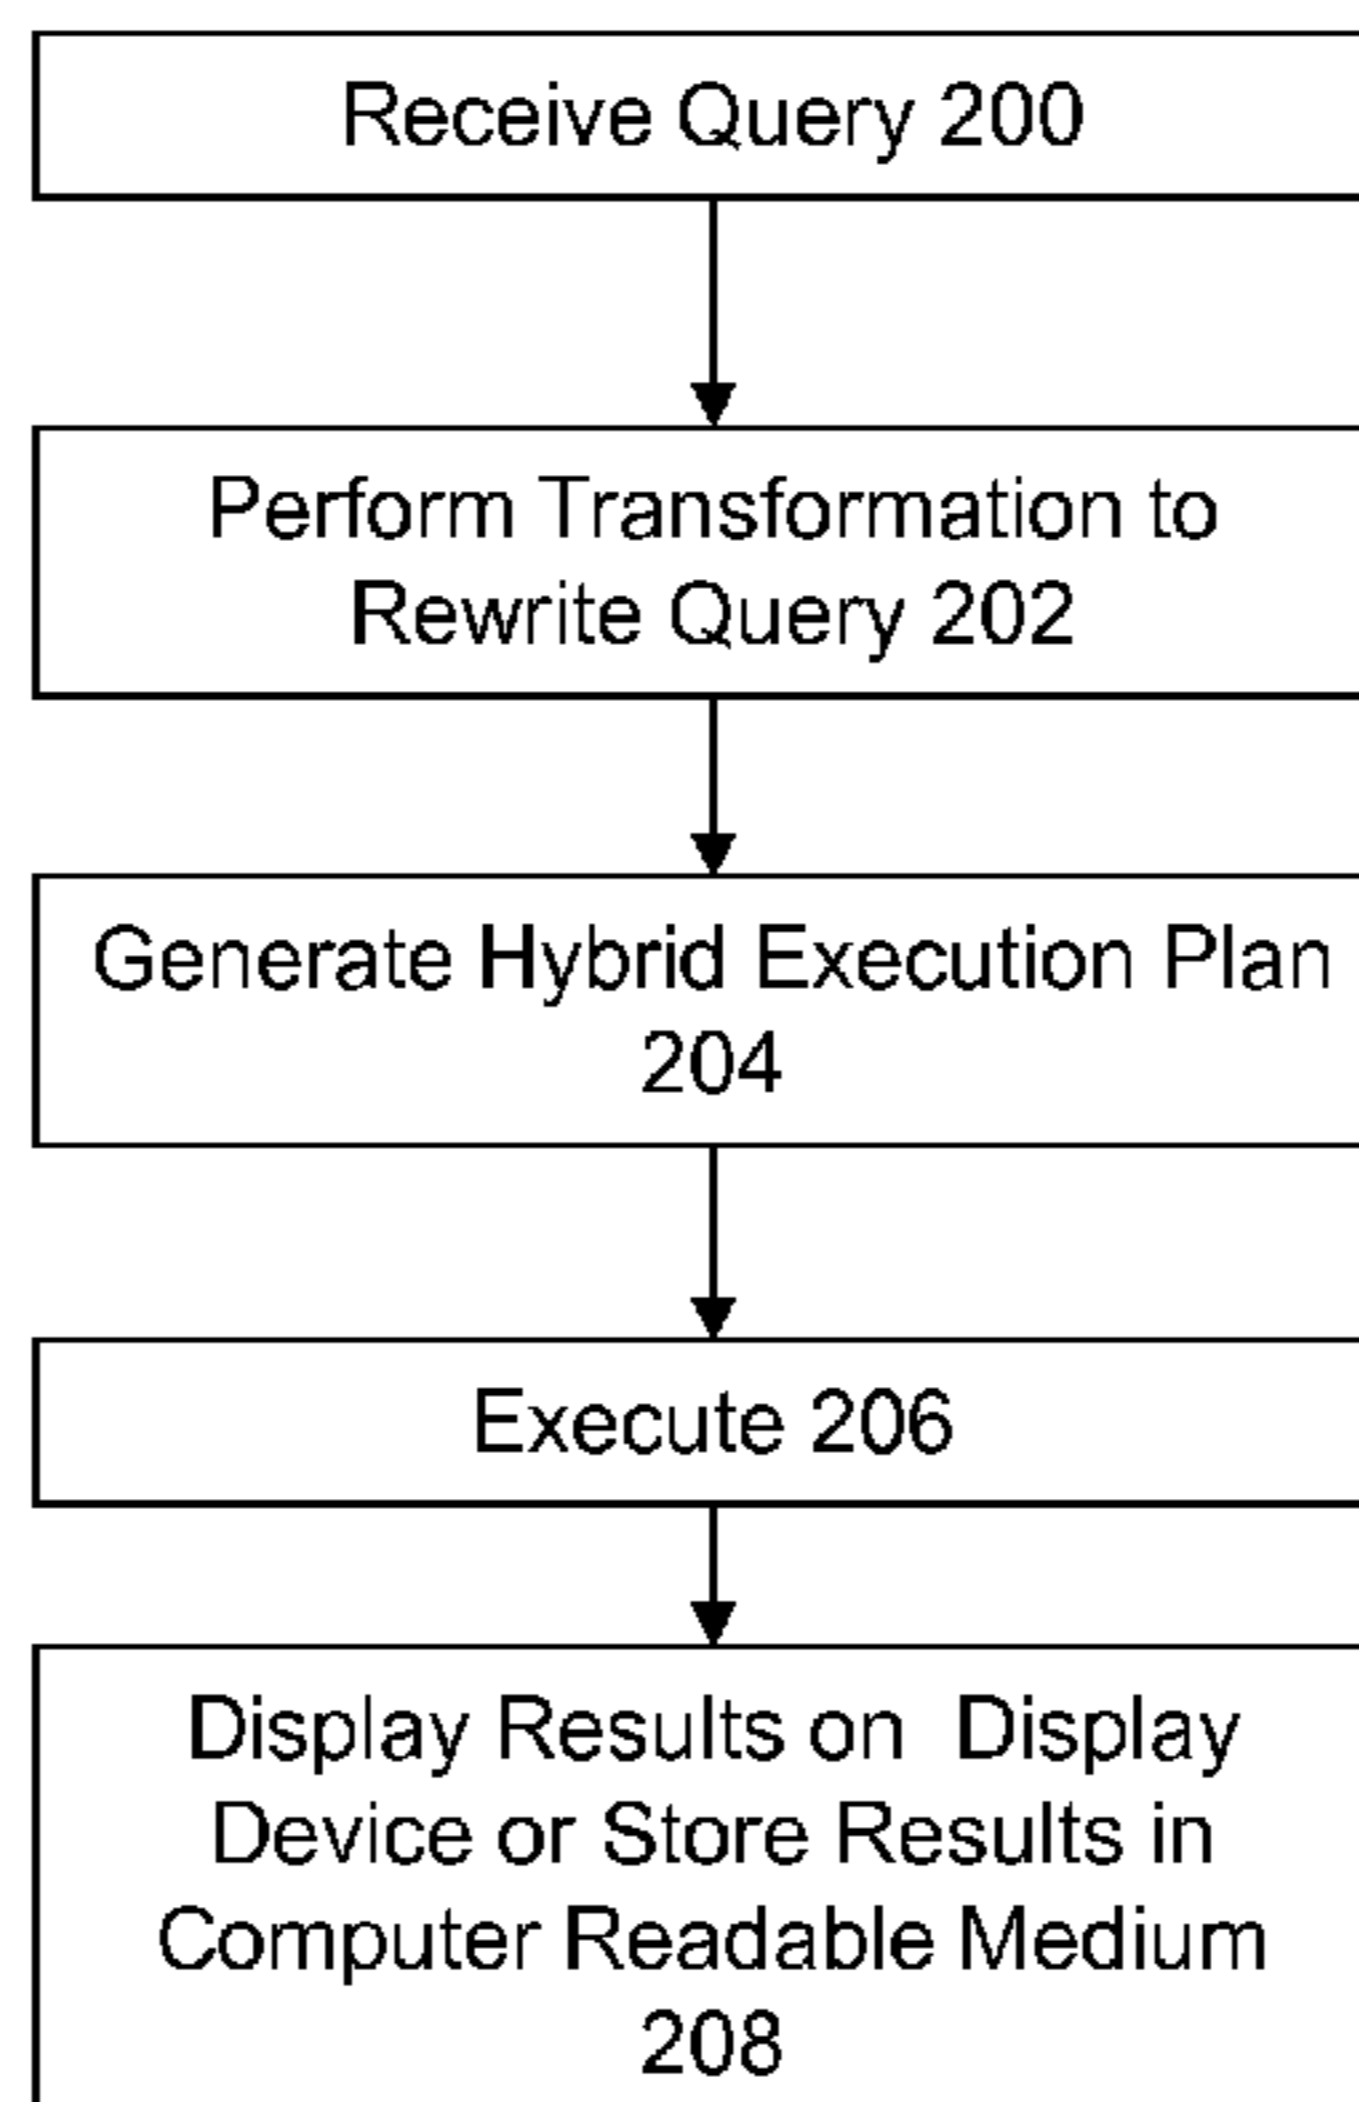 Receive Query 200
Perform Transformation to
Rewrite Query 202
Generate Hybrid Execution Plan
204
Execute 206
Display Results on Display
Device or Store Results in
Computer Readable Medium
208